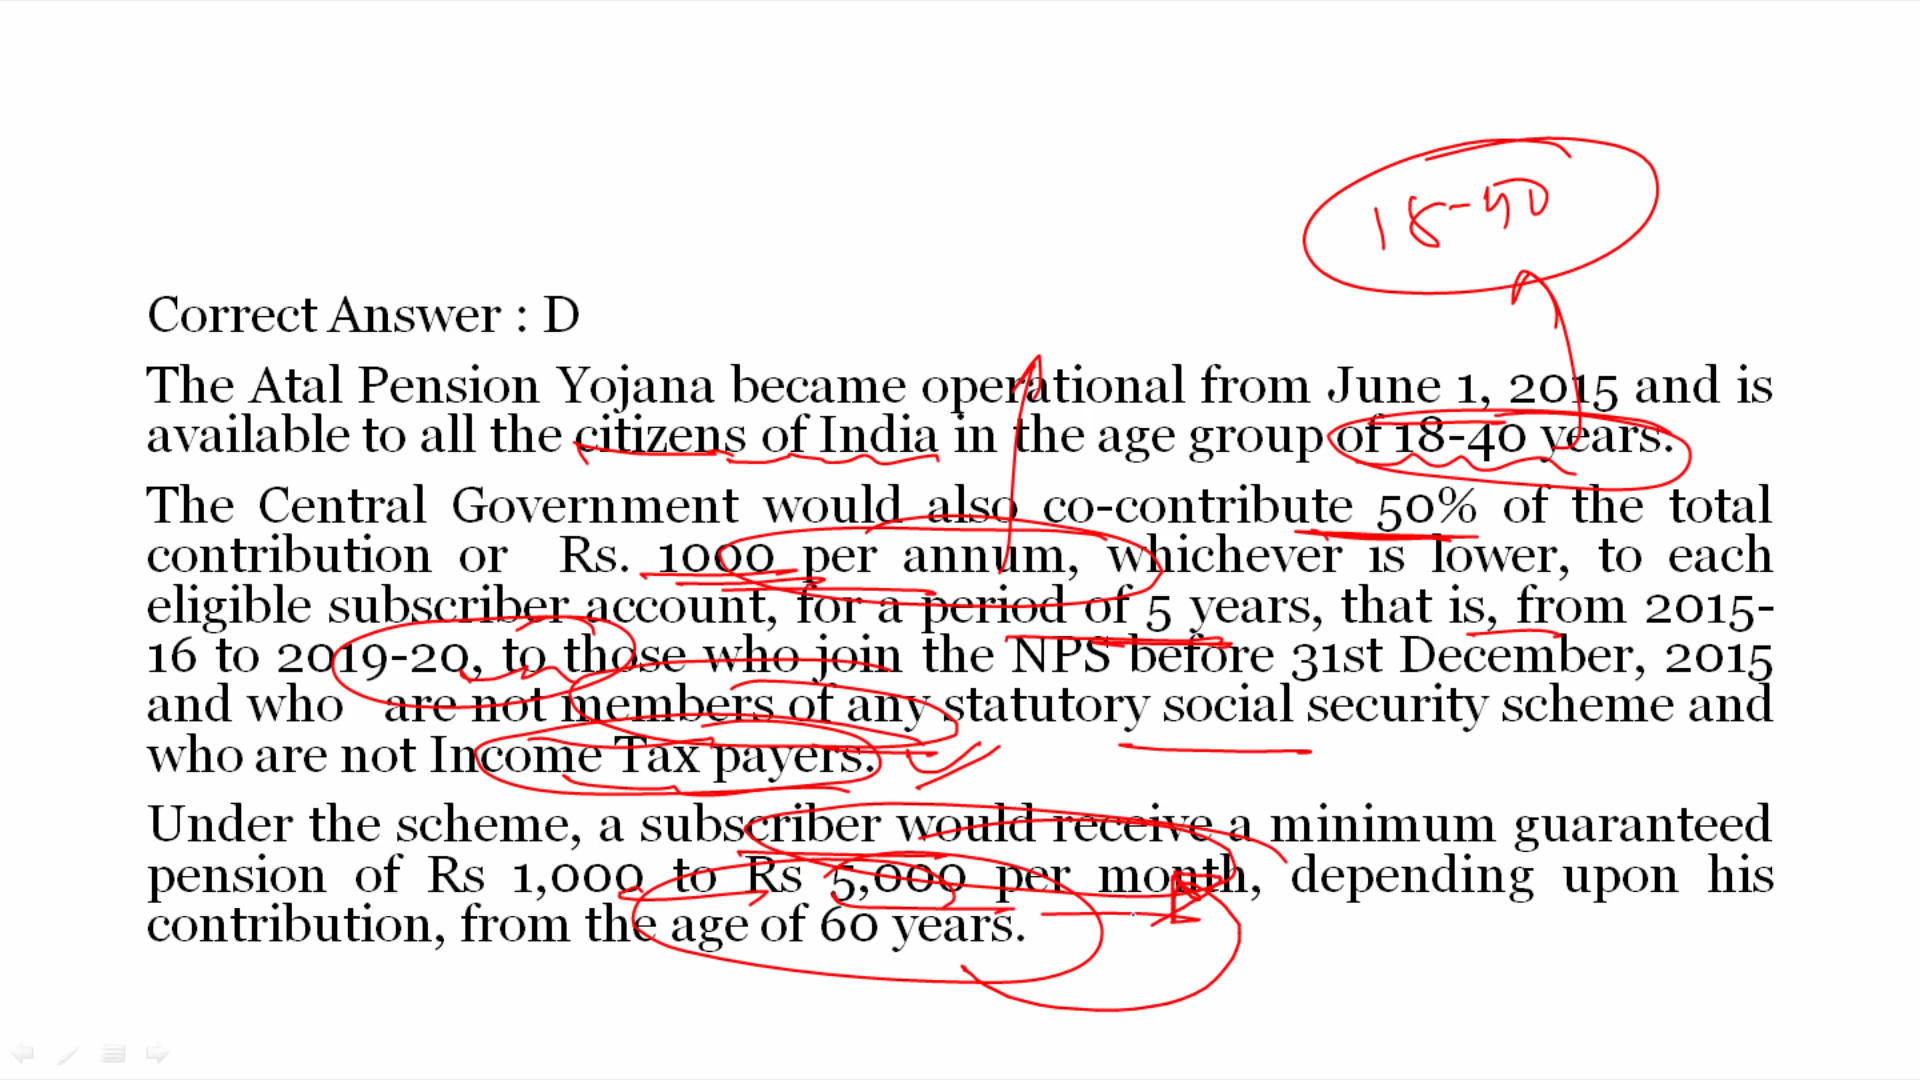 18-40
Correct Answer : D
The Atal Pension Yojana became operational from June 1, 2015 and is
available to all the citizens of India in the age group of 18-40 years.
The Central Government would also co-contribute 50% of the total
contribution or Rs. 1000 per annum, whichever is lower, to each
eligible subscriber account, for a period of 5 years, that is, from 2015-
16 to 2019-20, to those who join the NPS before 31st December, 2015
and who are not members of any statutory social security scheme and
who are not Income Tax payers.
Under the scheme, a subscriber would receive a minimum guaranteed
pension of Rs 1,000 to Rs 5,000 per month, depending upon his
contribution, from the age of 60 years.